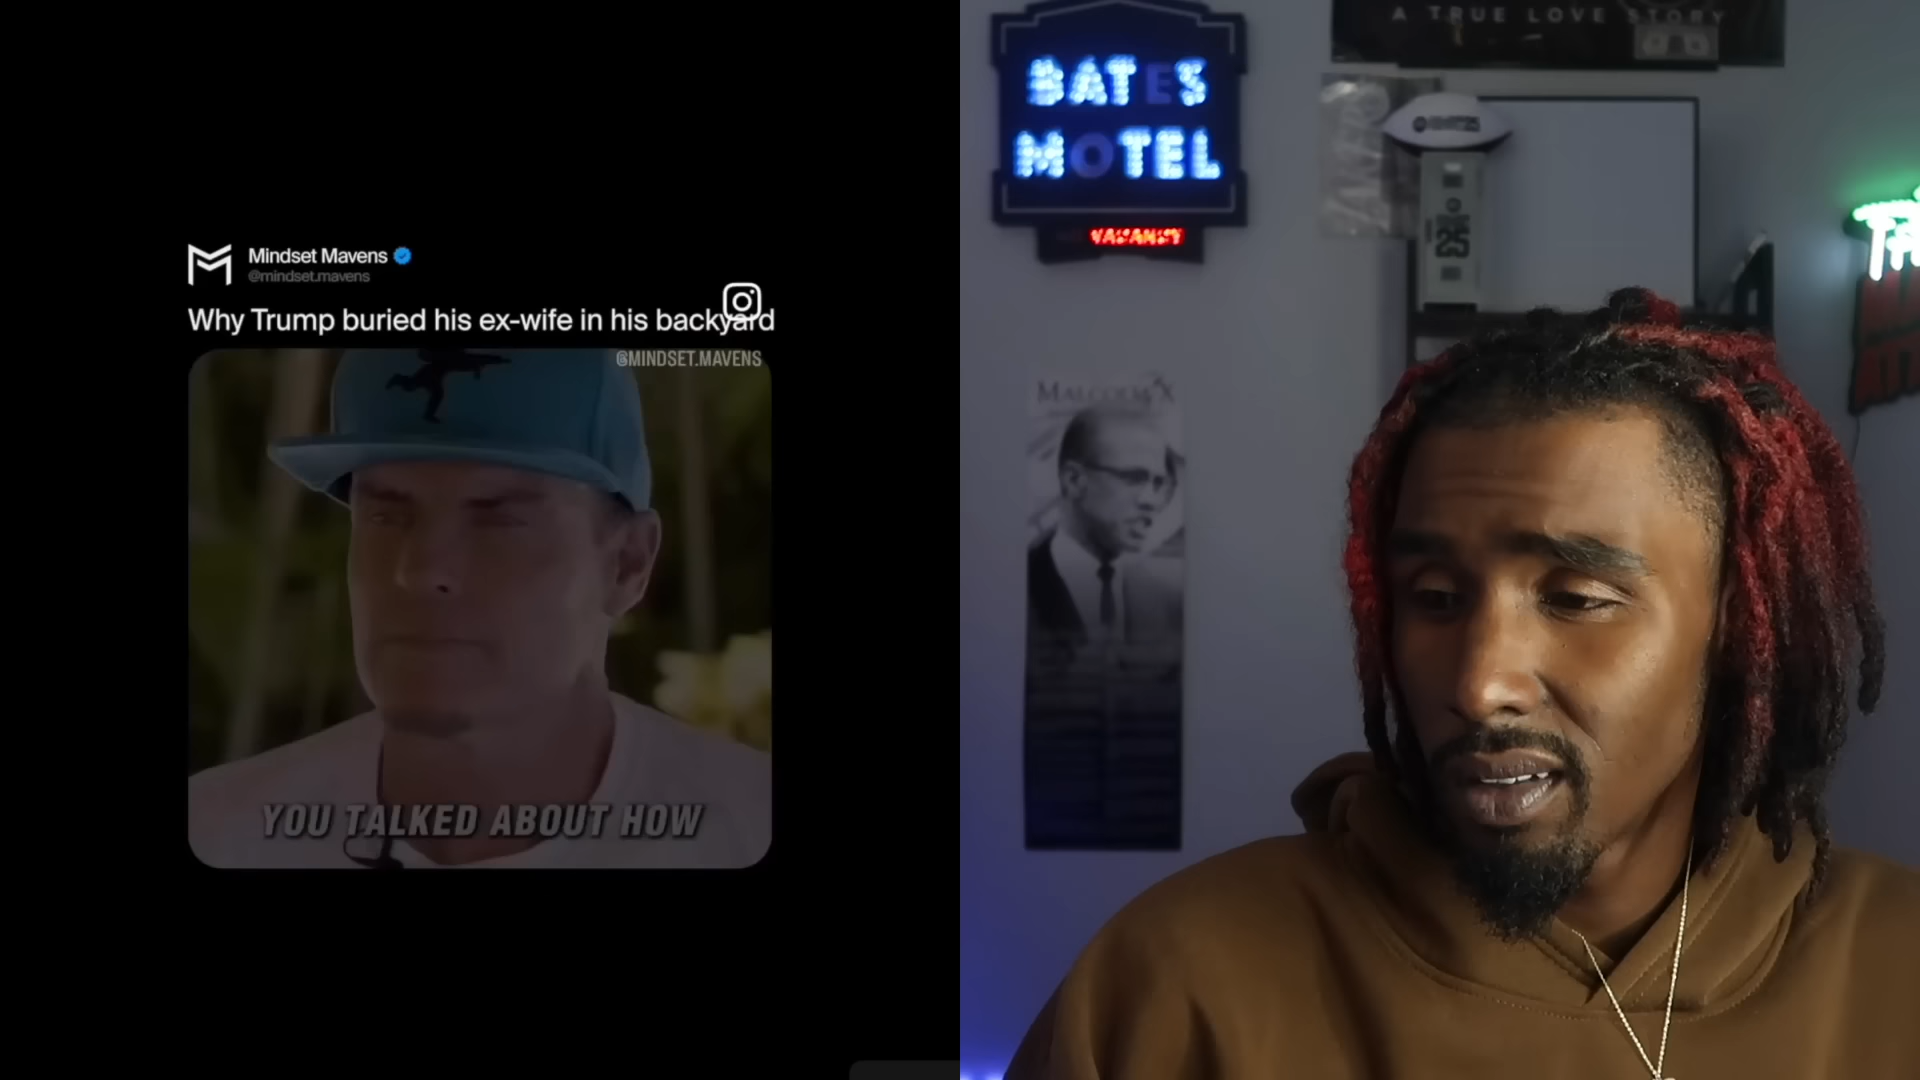 Mindset Mavens
@mindset.mavens
Why Trump buried his ex-wife in his backyard
@MINDSET.MAVENS
YOU TALKED ABOUT HOW
A TRUE LOVE STORY
BATES
MOTEL
VACANCY
MALCOLM X
25